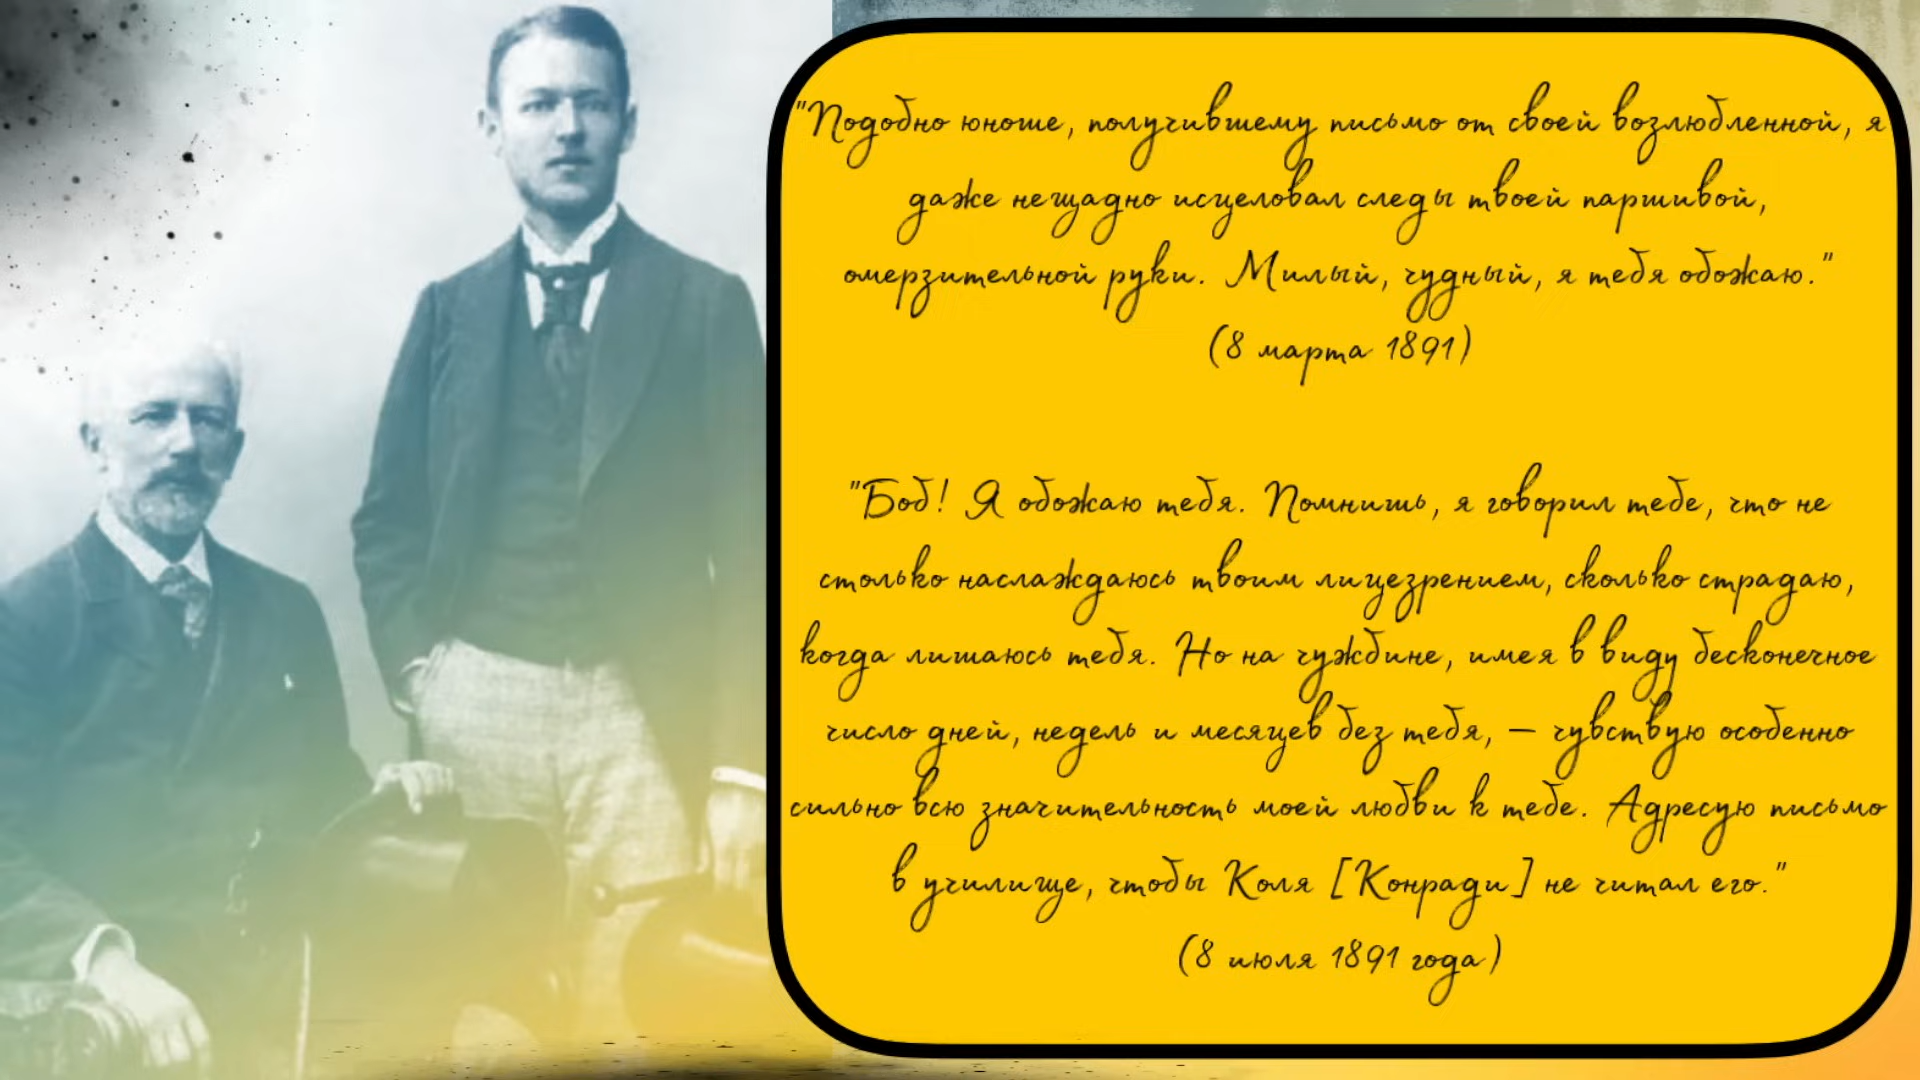 "Подобно юноше, получившему письмо от своей возлюбленной, я
даже нещадно исцеловал следы твоей паршивой,
омерзительной руки. Милый, чудный, я тебя обожаю."
(8 марта 1891)
"Боб! Я обожаю тебя. Помнишь, я говорил тебе, что не
столько наслаждаюсь твоим лицезрением, сколько страдаю,
когда лишаюсь тебя. Но на чужбине, имея в виду бесконечное
число дней, недель и месяцев без тебя, — чувствую особенно
сильно всю значительность моей любви к тебе. Адресую письмо
в училище, чтобы Коля [Конради] не читал его."
(8 июля 1891 года)